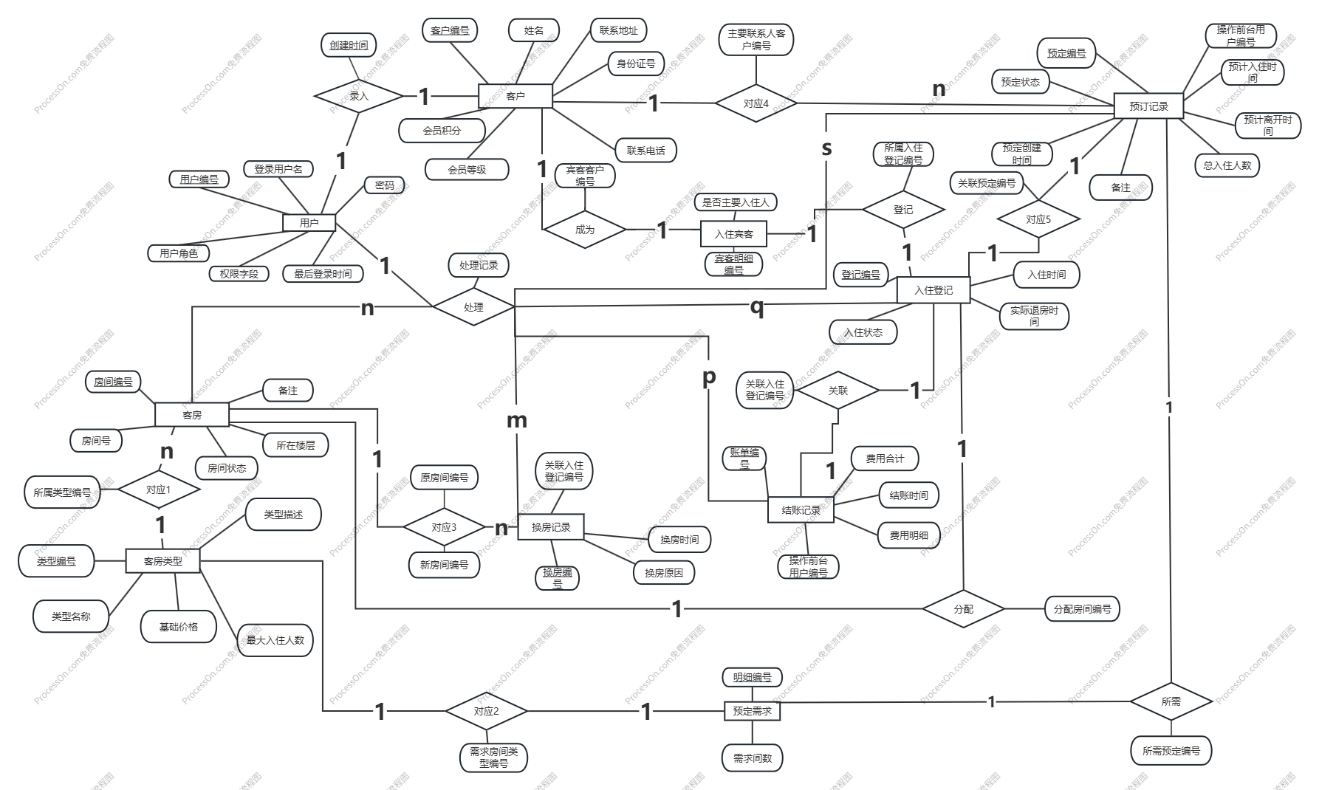 客户编号
姓名
联系地址
身份证号
联系电话
会员积分
会员等级
客户
创建时间
录入
1
1
主要联系人客
户编号
1
对应4
n
预定编号
预定状态
操作前台用
户编号
预计入住时
间
预计离开时
间
总入住人数
备注
预定创建
时间
预订记录
s
所属入住
登记编号
登记
关联预定编号
1
对应5
1
1
宾客客户
编号
成为
1
是否主要入住人
入住宾客
宾客明细
编号
1
1
登录用户名
用户编号
密码
用户
用户角色
权限字段
最后登录时间
1
处理记录
处理
n
q
登记编号
入住登记
入住时间
实际退房时
间
入住状态
房间编号
备注
客房
房间号
所在楼层
房间状态
n
所属类型编号
对应1
1
类型描述
类型编号
客房类型
类型名称
基础价格
最大入住人数
1
原房间编号
对应3
新房间编号
n
m
关联入住
登记编号
换房记录
换房时间
换房编
号
换房原因
p
关联入住
登记编号
关联
1
1
账单编
号
费用合计
结账记录
结账时间
费用明细
操作前台
用户编号
1
1
分配
分配房间编号
1
1
对应2
需求房间类
型编号
1
明细编号
预定需求
需求间数
1
所需
所需预定编号
ProcessOn.com免费流程图